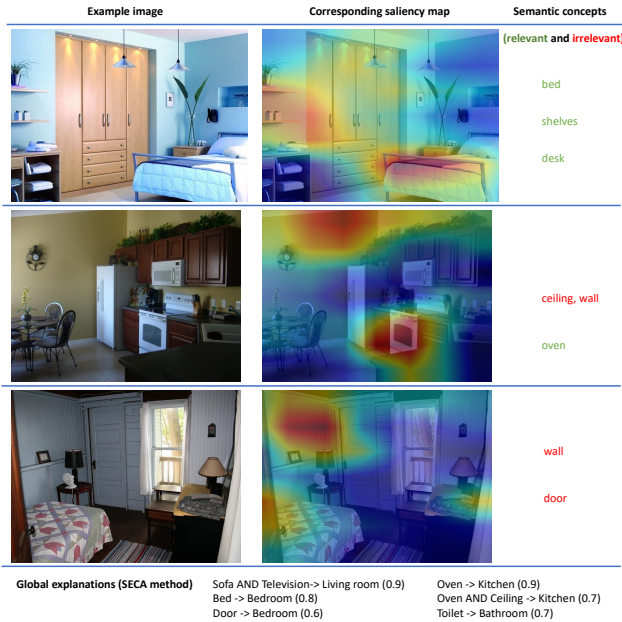 Example image
Corresponding saliency map
Semantic concepts
(relevant and irrelevant)
bed
shelves
desk
ceiling, wall
oven
wall
door
Global explanations (SECA method)
Sofa AND Television-> Living room (0.9)
Oven -> Kitchen (0.9)
Bed -> Bedroom (0.8)
Oven AND Ceiling -> Kitchen (0.7)
Door -> Bedroom (0.6)
Toilet -> Bathroom (0.7)